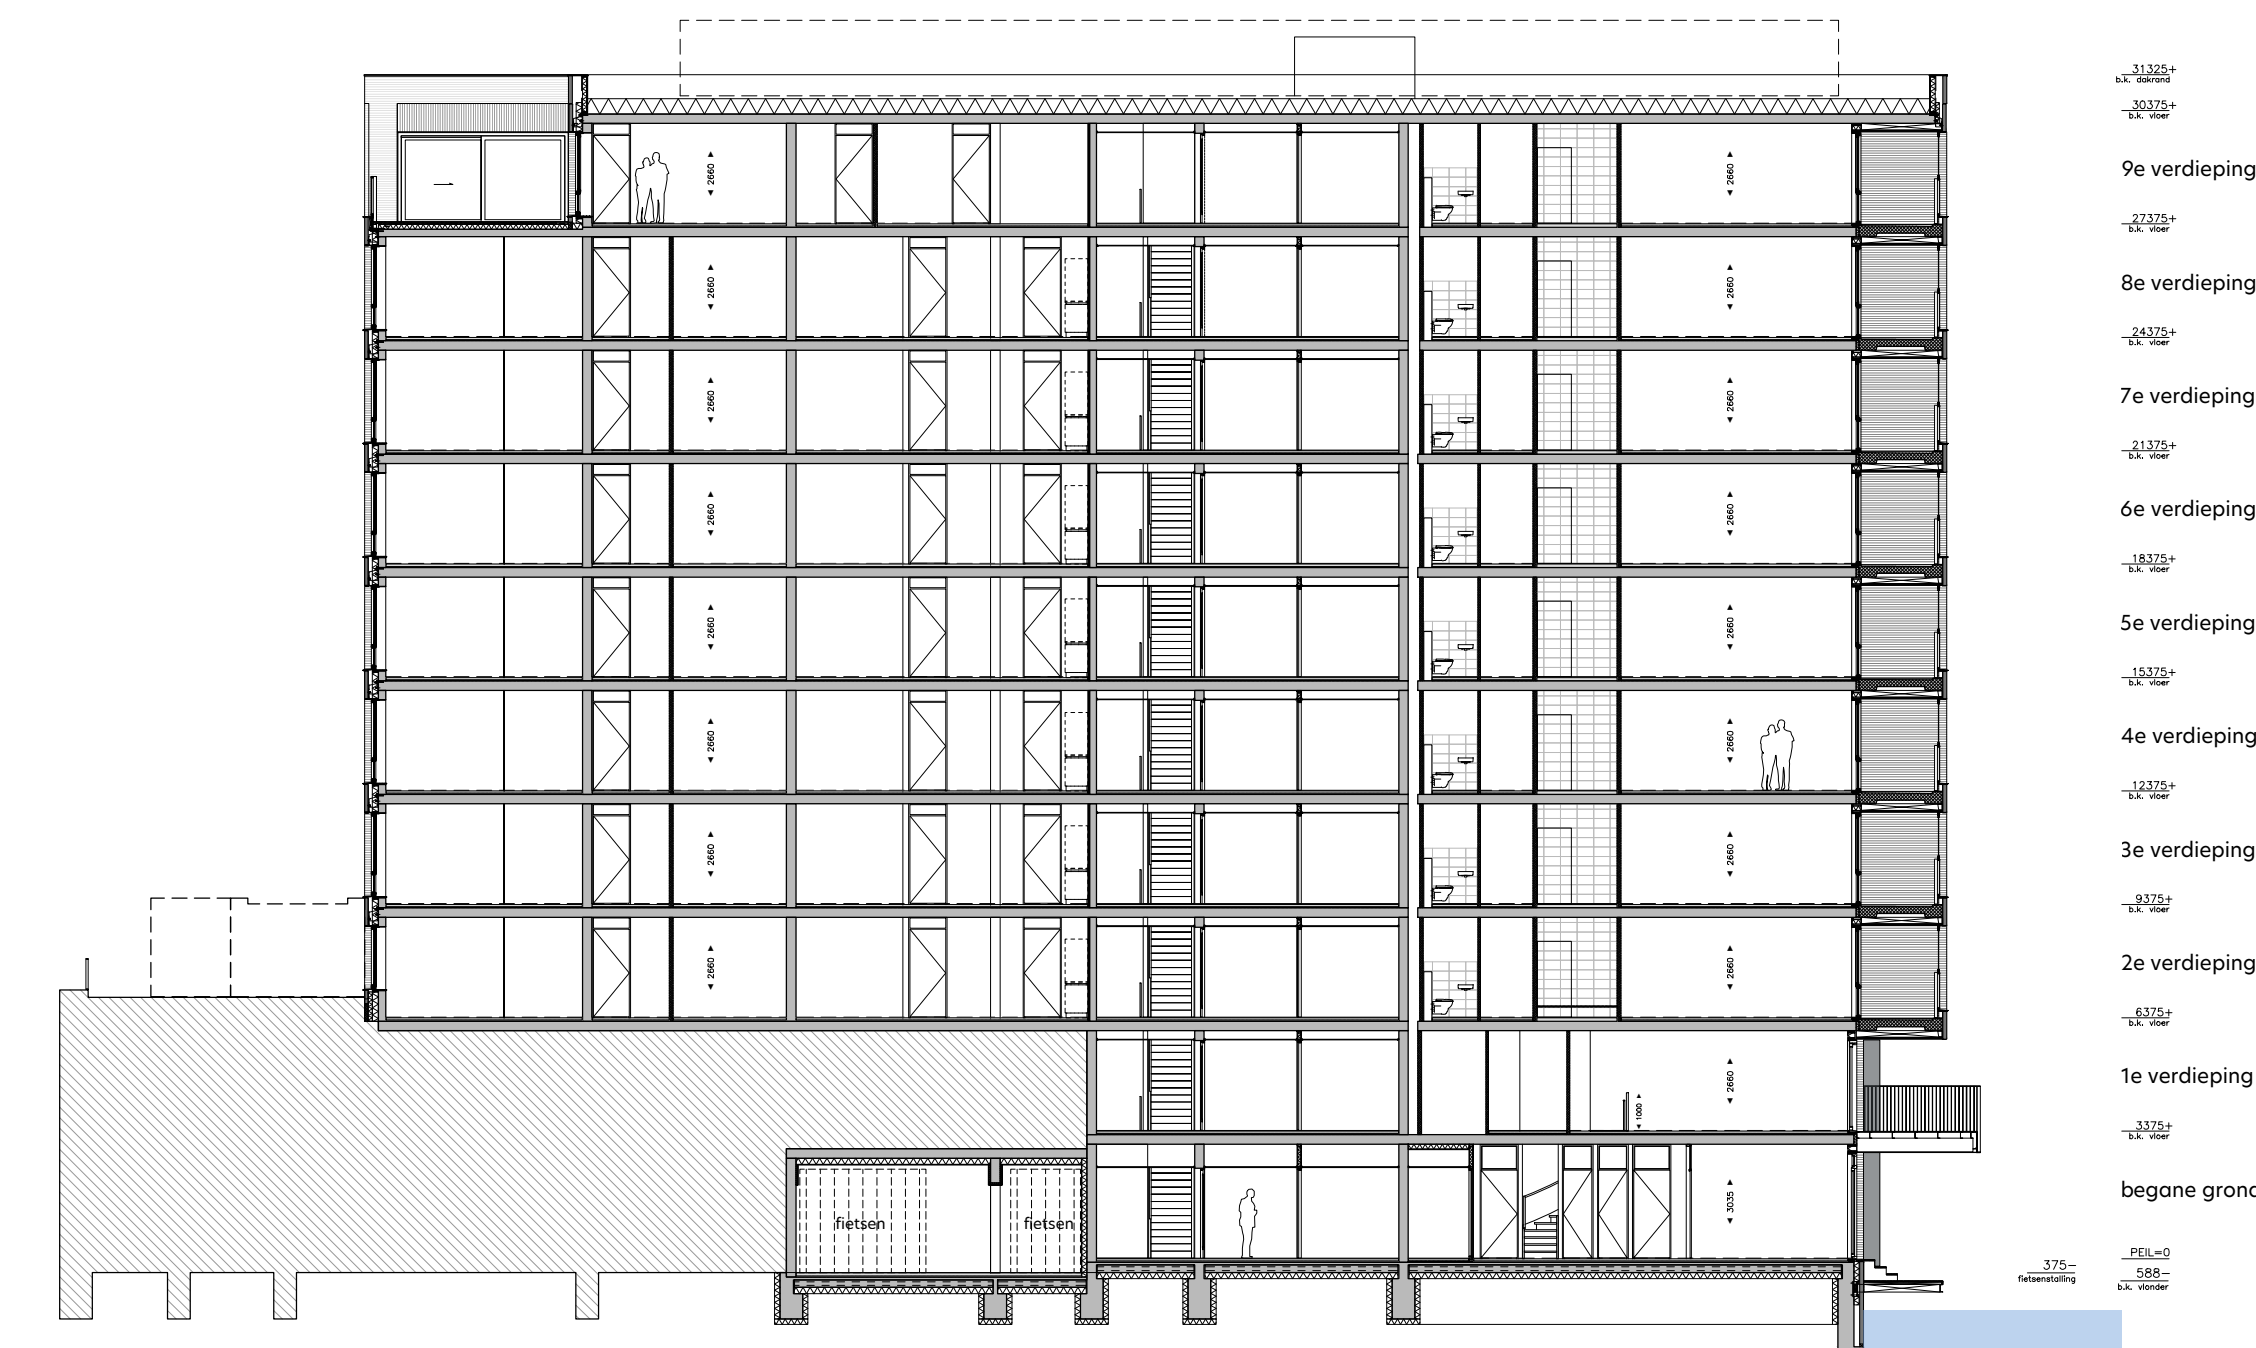 31325+
b.k. dakrand
30375+
b.k. vloer
9e verdieping
2660
2660
27375+
b.k. vloer
8e verdieping
2660
2660
24375+
b.k. vloer
7e verdieping
2660
2660
21375+
b.k. vloer
6e verdieping
2660
2660
18375+
b.k. vloer
5e verdieping
2660
2660
15375+
b.k. vloer
4e verdieping
2660
2660
12375+
b.k. vloer
3e verdieping
2660
2660
9375+
b.k. vloer
2e verdieping
2660
2660
6375+
b.k. vloer
1e verdieping
2660
1000
3375+
b.k. vloer
begane grond
3035
fietsen
fietsen
PEIL=0
375-
fietsenstalling
588-
b.k. vlonder